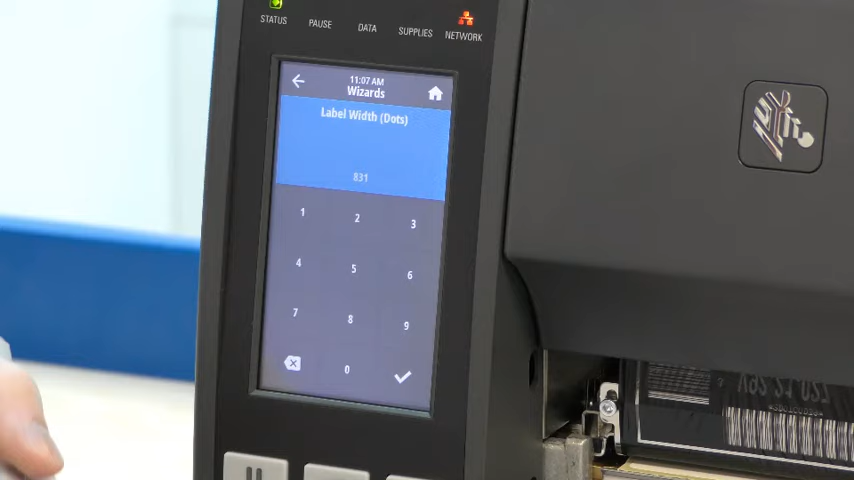 STATUS
PAUSE
DATA
SUPPLIES
NETWORK
11:07 AM
Wizards
Label Width (Dots)
831
1 2 3
4 5 6
7 8 9
0